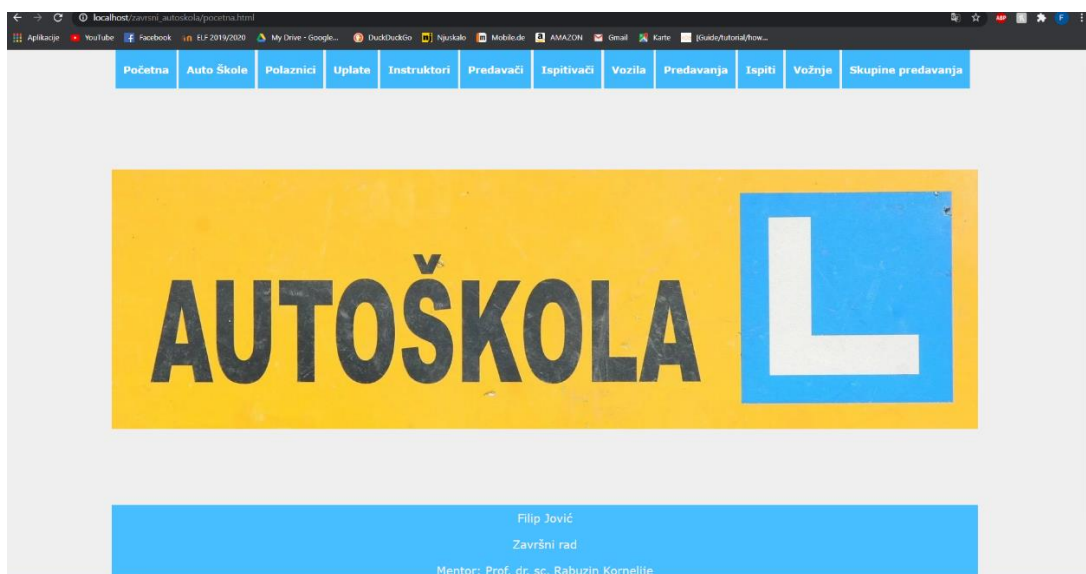 localhost/zavrsni_autoskola/pocetna.html
Aplikacije YouTube Facebook ELF 2019/2020 My Drive - Google... DuckDuckGo Njuskalo Mobile.de AMAZON Gmail Karte [Guide/tutorial/how...
Početna Auto Škole Polaznici Uplate Instruktori Predavači Ispitivači Vozila Predavanja Ispiti Vožnje Skupine predavanja
AUTOŠKOLA L
Filip Jović
Završni rad
Mentor: Prof. dr. sc. Rabuzin Kornelije